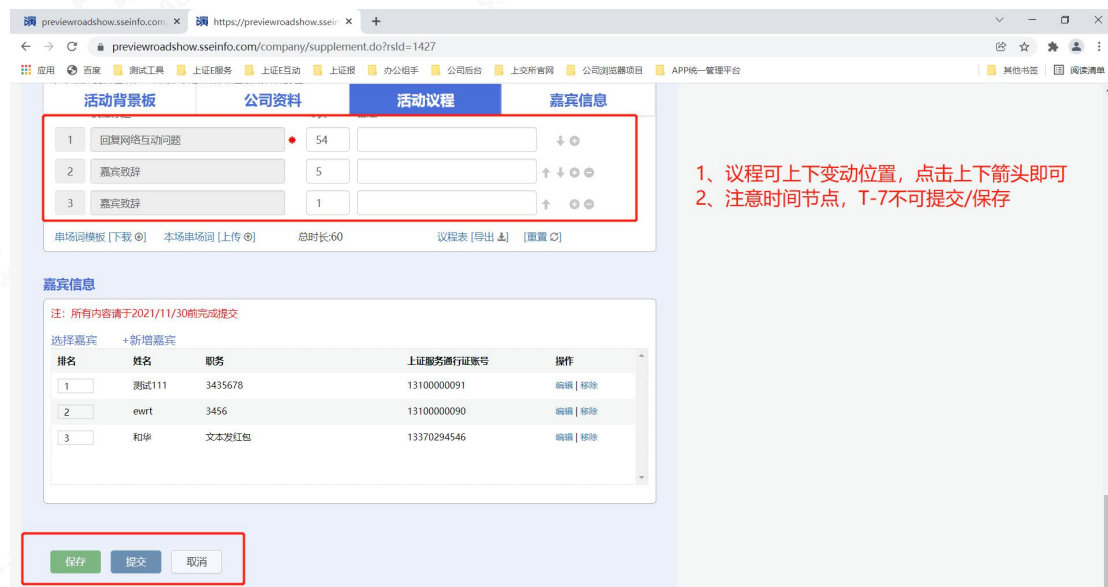 previewroadshow.sseinfo.com
https://previewroadshow.ssein
previewroadshow.sseinfo.com/company/supplement.do?rsId=1427
应用 百度 测试工具 上证E服务 上证E互动 上证报 办公组手 公司后台 上交所官网 公司浏览器项目 APP统一管理平台 其他书签 阅读清单
活动背景板 公司资料 活动议程 嘉宾信息
1 回复网络互动问题 54
2 嘉宾致辞 5
3 嘉宾致辞 1
串场词模板 [下载] 本场串场词 [上传] 总时长:60 议程表 [导出] [重置]
1、议程可上下变动位置，点击上下箭头即可
2、注意时间节点，T-7不可提交/保存
嘉宾信息
注：所有内容请于2021/11/30前完成提交
选择嘉宾 +新增嘉宾
排名 姓名 职务 上证服务通行证账号 操作
1 测试111 3435678 13100000091 编辑 | 移除
2 ewrt 3456 13100000090 编辑 | 移除
3 和华 文本发红包 13370294546 编辑 | 移除
保存 提交 取消